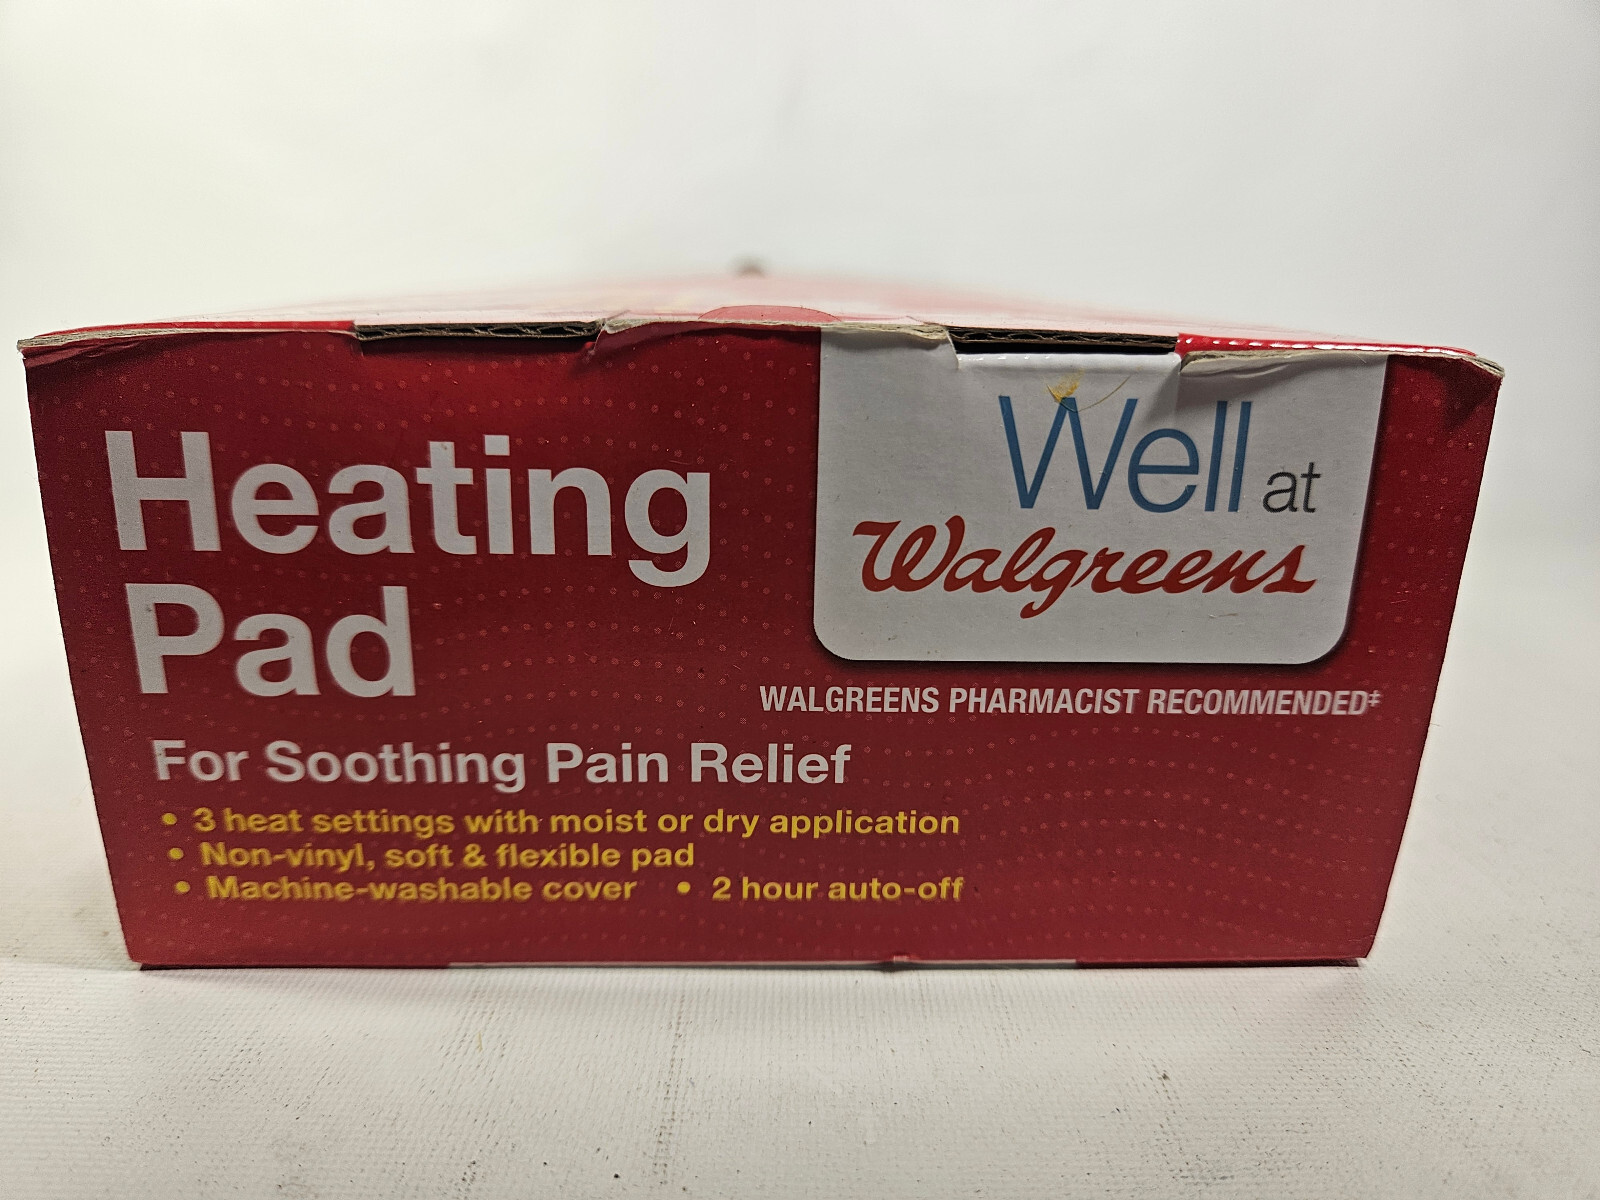 Heating
Pad
Well at
Walgreens
WALGREENS PHARMACIST RECOMMENDED‡
For Soothing Pain Relief
• 3 heat settings with moist or dry application
• Non-vinyl, soft & flexible pad
• Machine-washable cover • 2 hour auto-off